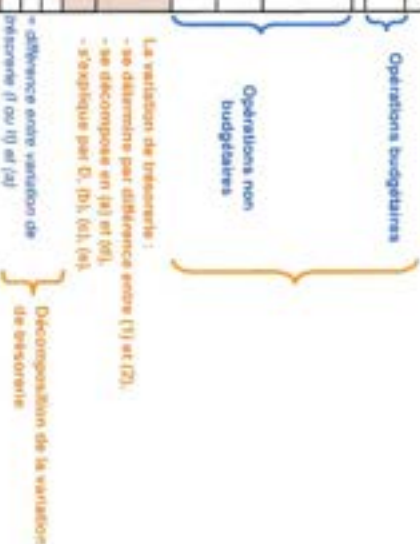 Opérations budgétaires
Opérations non
budgétaires
La variation de trésorerie :
- se détermine par différence entre (1) et (2),
- se décompose en (a) et (d),
- s'explique par D, (b), (c), (e).
Décomposition de la variation
de trésorerie
= différence entre variation de
trésorerie (I ou II) et (a)